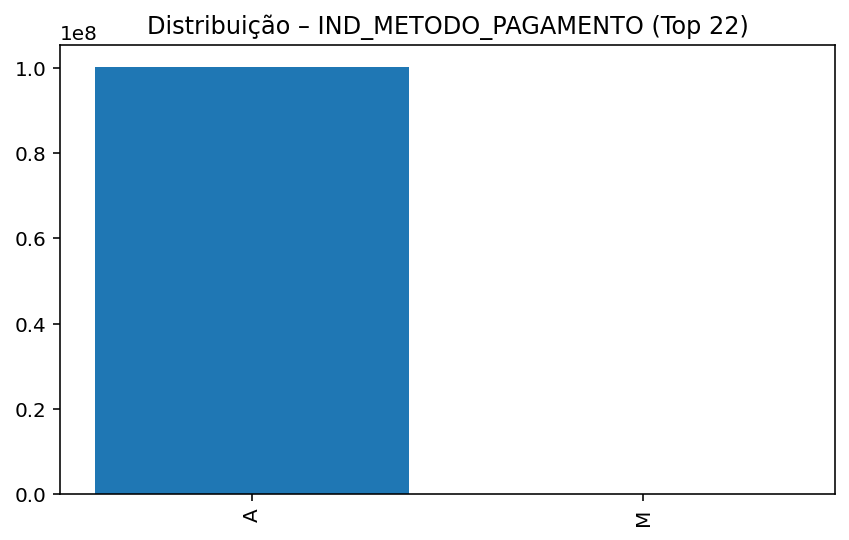 Distribuição – IND_METODO_PAGAMENTO (Top 22)
1e8
1.0
0.8
0.6
0.4
0.2
0.0
A
M